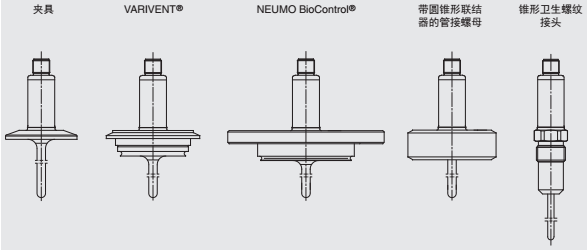 夹具
VARIVENT®
NEUMO BioControl®
带圆锥形联结
器的管接螺母
锥形卫生螺纹
接头